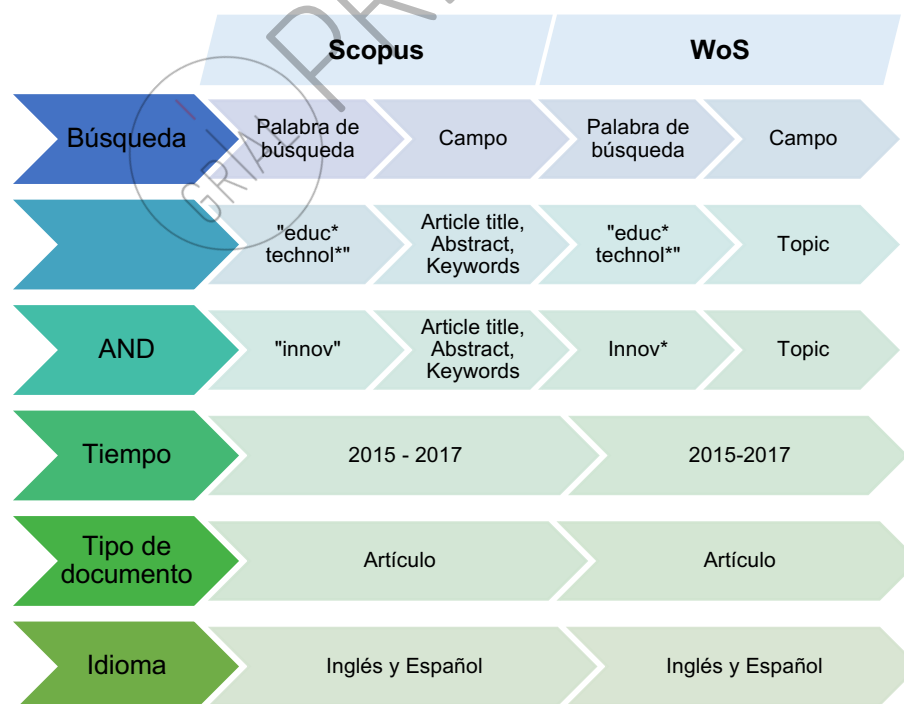 Scopus WoS
Búsqueda Palabra de búsqueda Campo Palabra de búsqueda Campo
"educ* technol*" Article title, Abstract, Keywords "educ* technol*" Topic
AND "innov" Article title, Abstract, Keywords Innov* Topic
Tiempo 2015 - 2017 2015-2017
Tipo de documento Artículo Artículo
Idioma Inglés y Español Inglés y Español
GRIAL